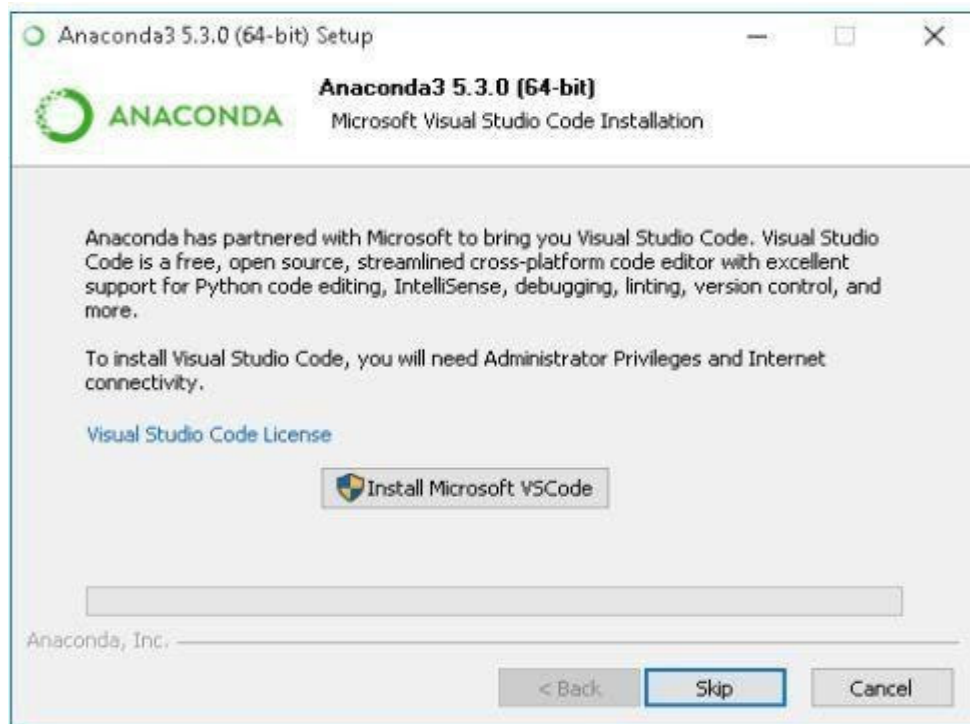 Anaconda3 5.3.0 (64-bit) Setup
Anaconda3 5.3.0 (64-bit)
ANACONDA
Microsoft Visual Studio Code Installation
Anaconda has partnered with Microsoft to bring you Visual Studio Code. Visual Studio
Code is a free, open source, streamlined cross-platform code editor with excellent
support for Python code editing, IntelliSense, debugging, linting, version control, and
more.
To install Visual Studio Code, you will need Administrator Privileges and Internet
connectivity.
Visual Studio Code License
Install Microsoft VSCode
Anaconda, Inc.
< Back
Skip
Cancel